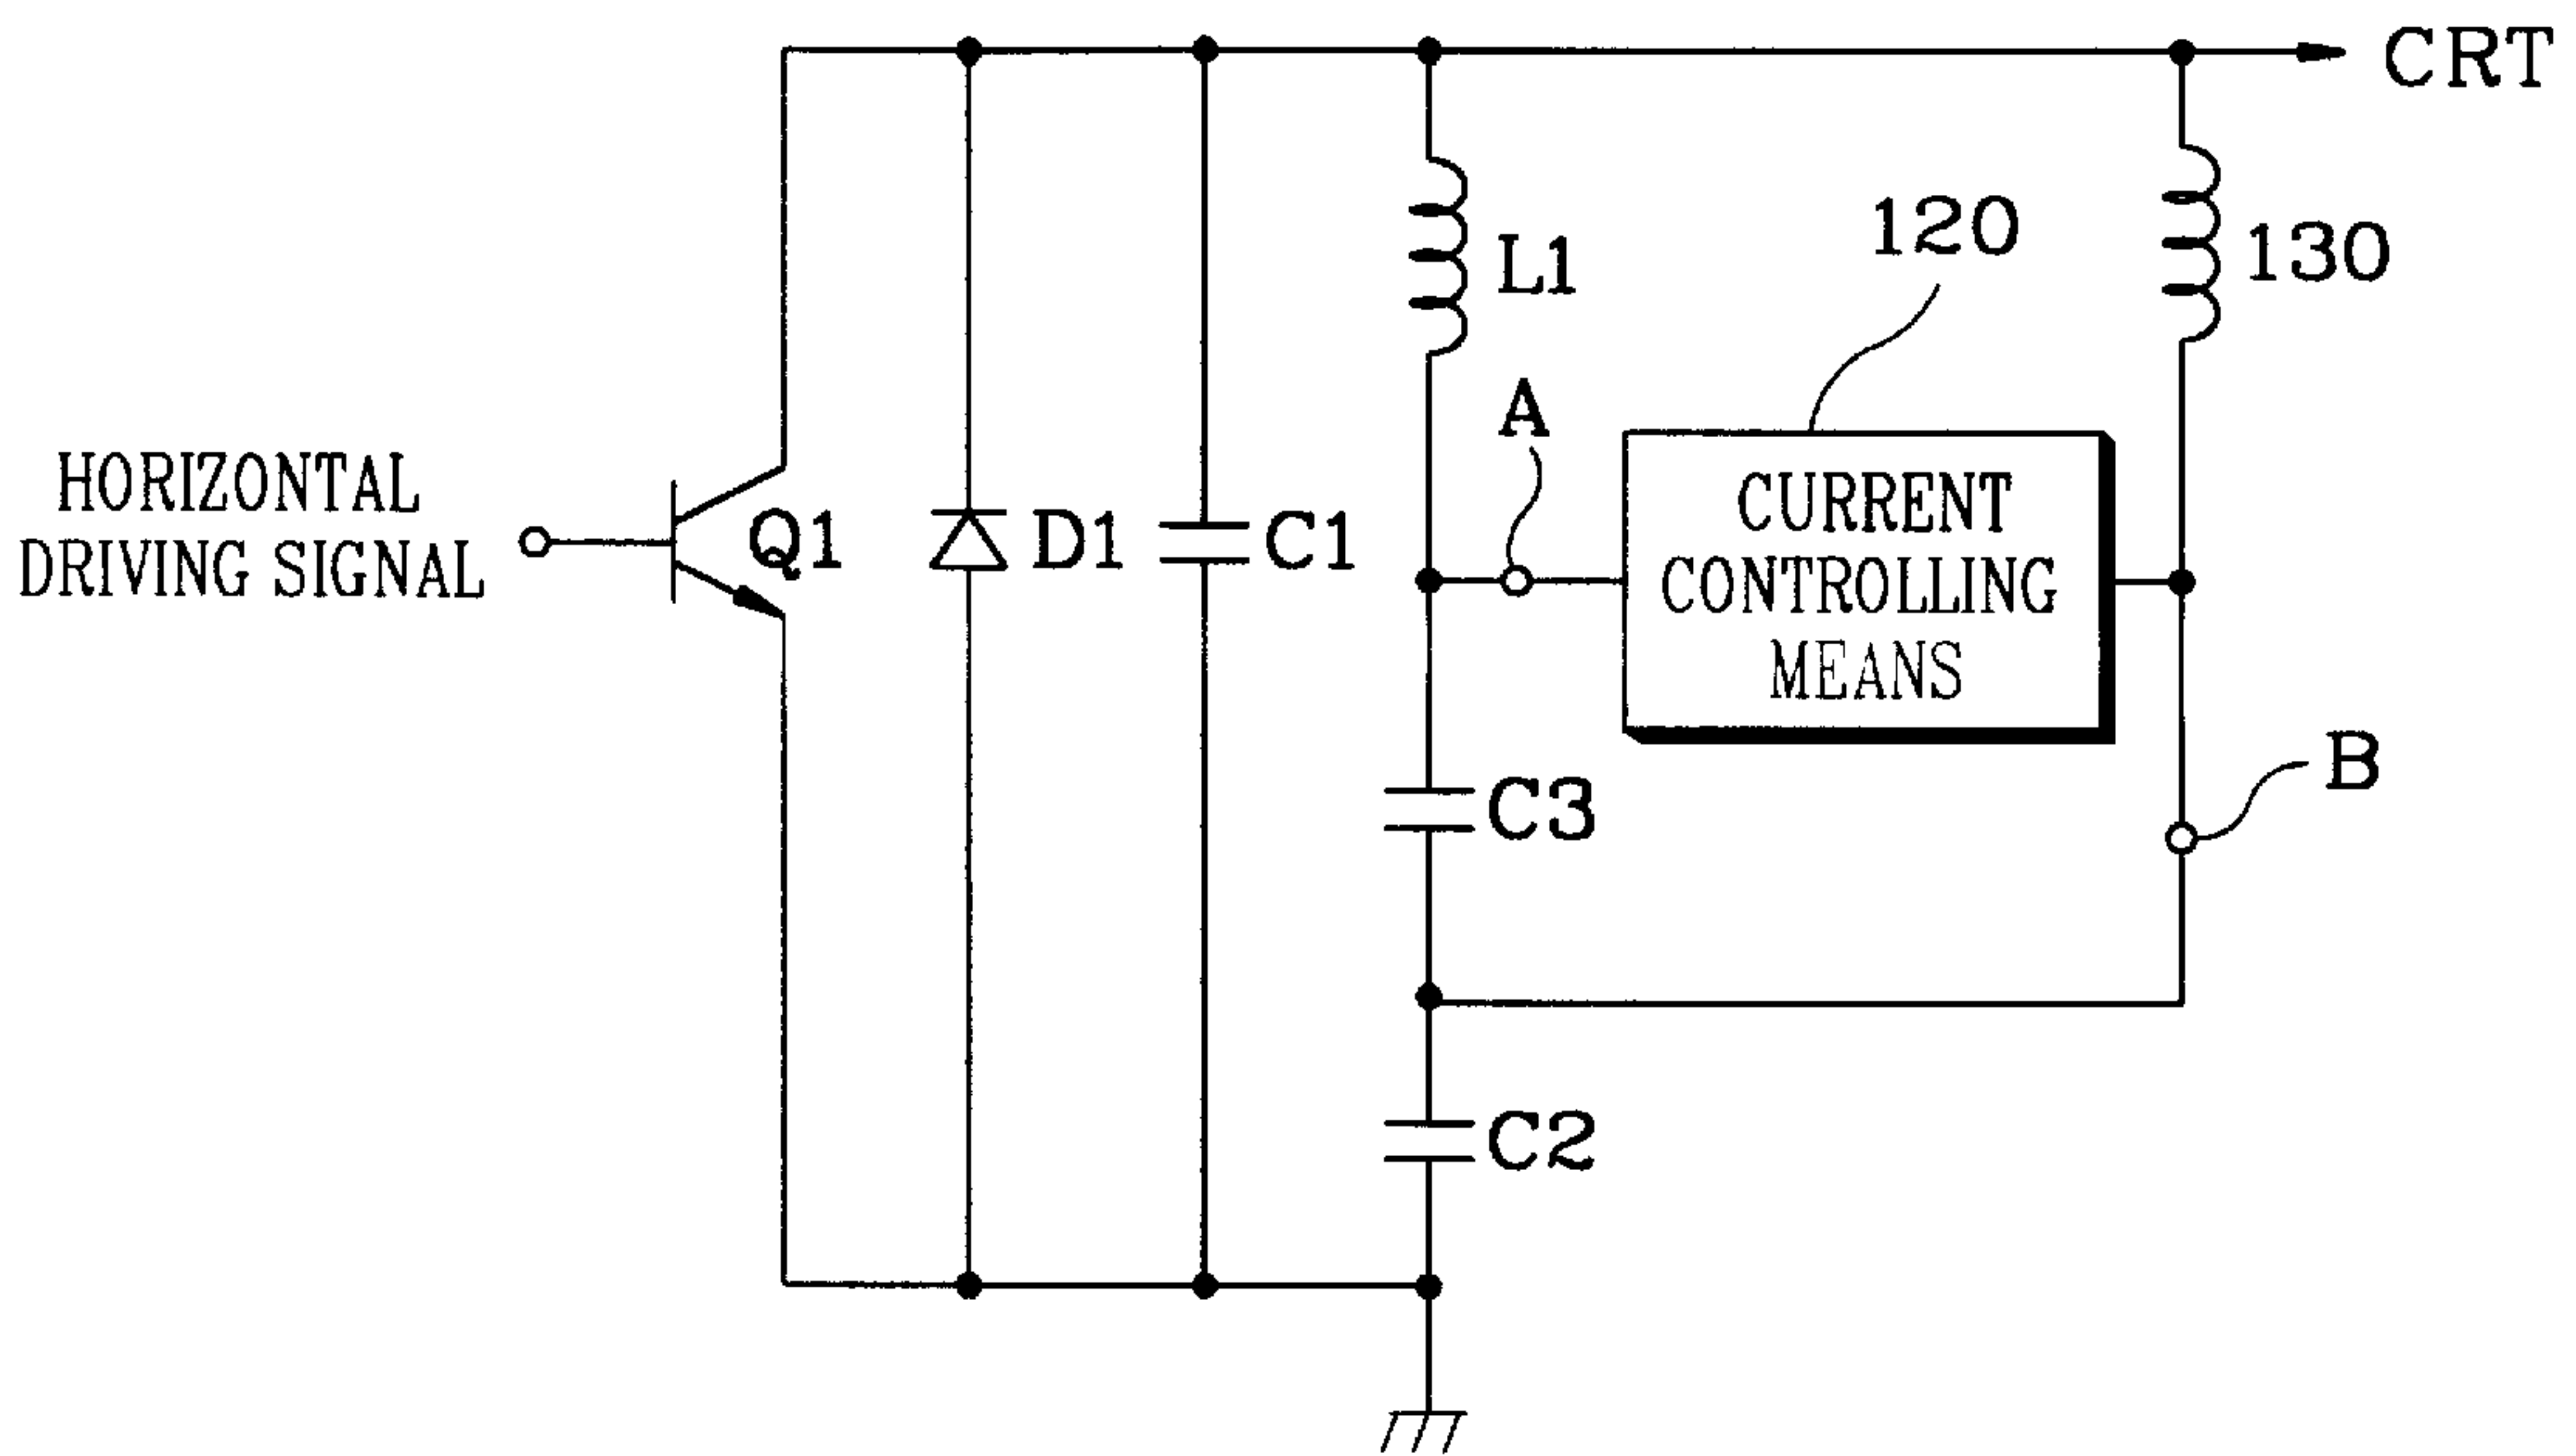 CRT
L1
120
130
A
HORIZONTAL
DRIVING SIGNAL
Q1
D1
C1
CURRENT
CONTROLLING
MEANS
B
C3
C2